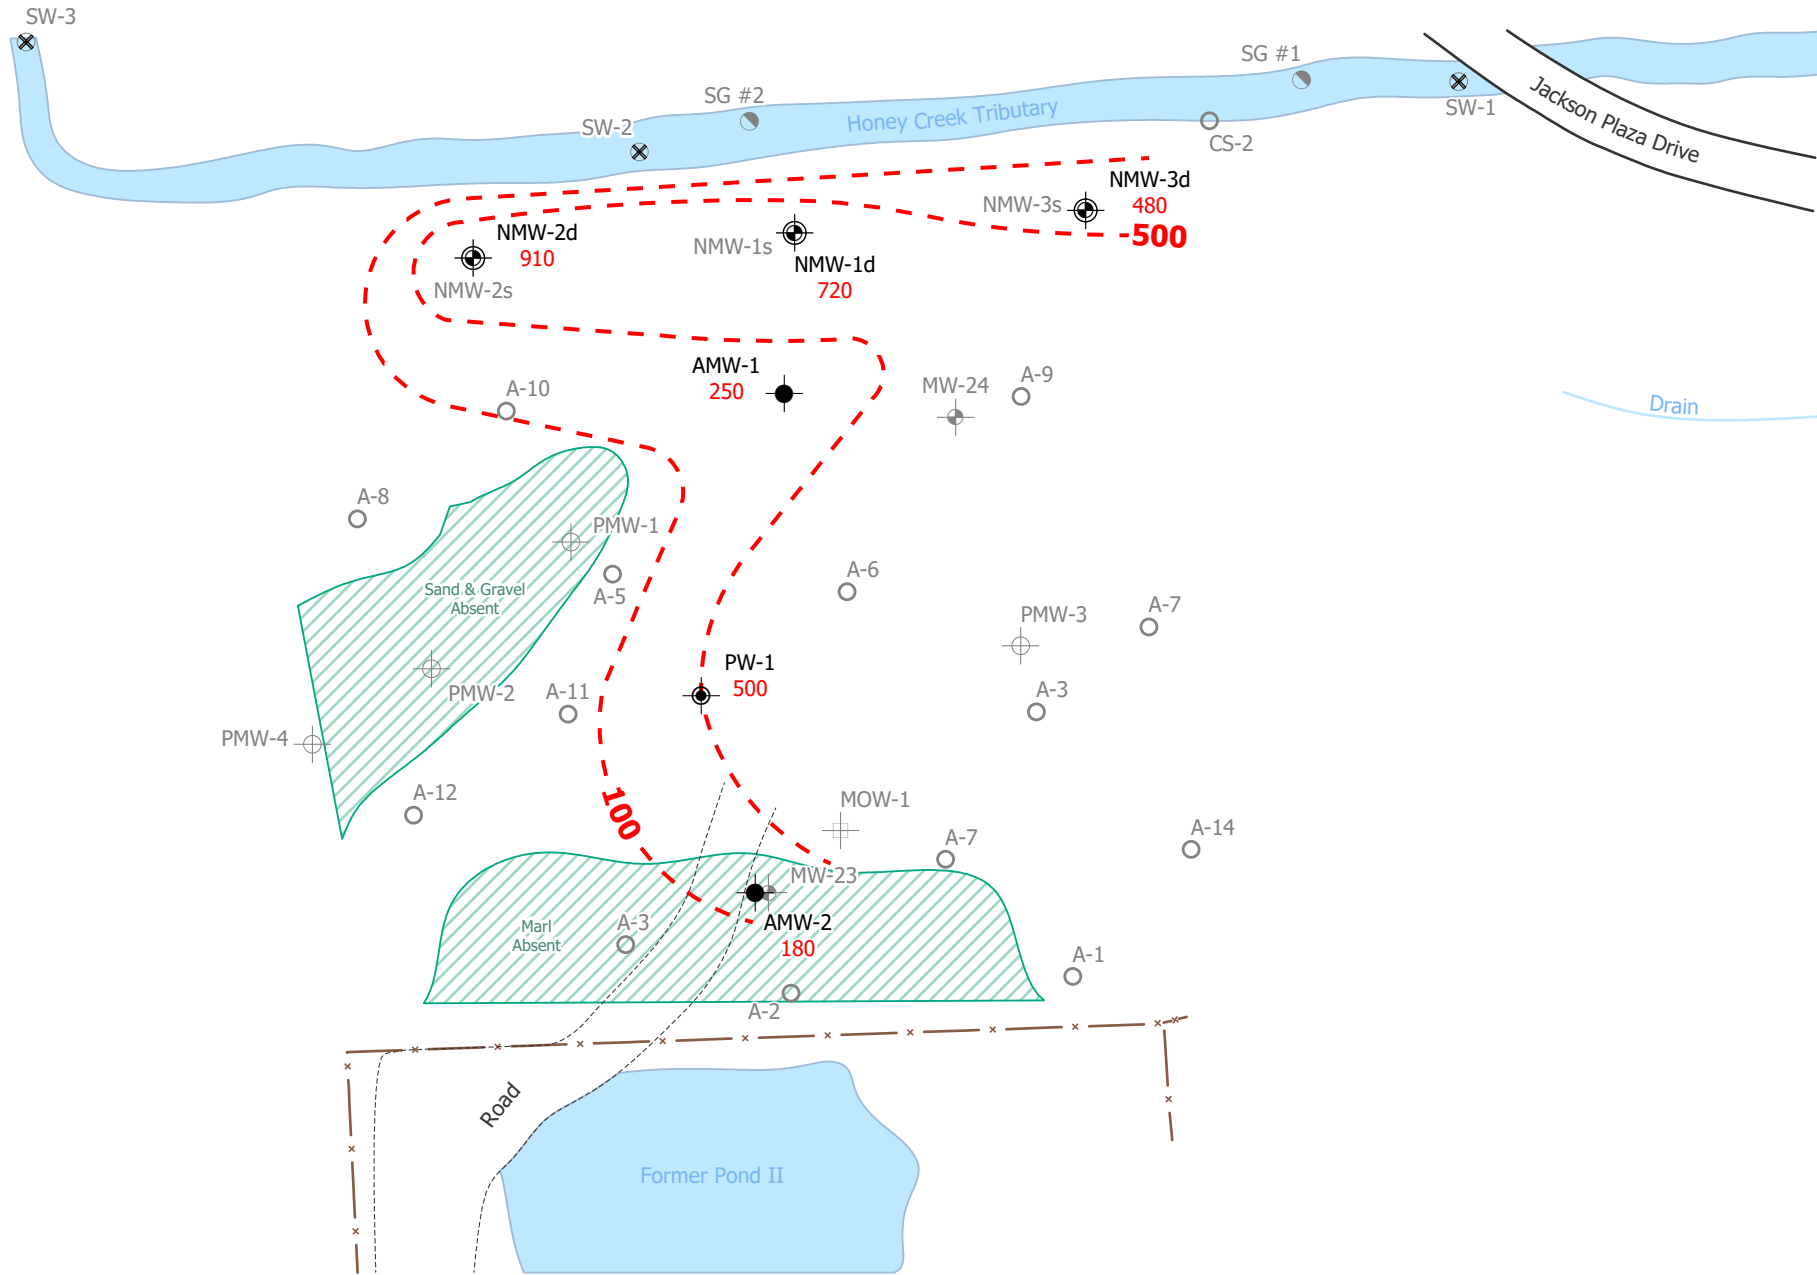 SW-3
SG #1
SG #2
SW-1
Jackson Plaza Drive
Honey Creek Tributary
SW-2
CS-2
NMW-3d
480
NMW-3s
-500
NMW-2d
910
NMW-1s
NMW-1d
720
NMW-2s
AMW-1
250
MW-24
A-9
A-10
Drain
A-8
PMW-1
Sand & Gravel
Absent
A-5
A-6
PMW-3
A-7
PW-1
500
PMW-2
A-11
A-3
PMW-4
A-12
100
MOW-1
A-7
A-14
MW-23
A-3
Marl
Absent
AMW-2
180
A-1
A-2
Road
Former Pond II